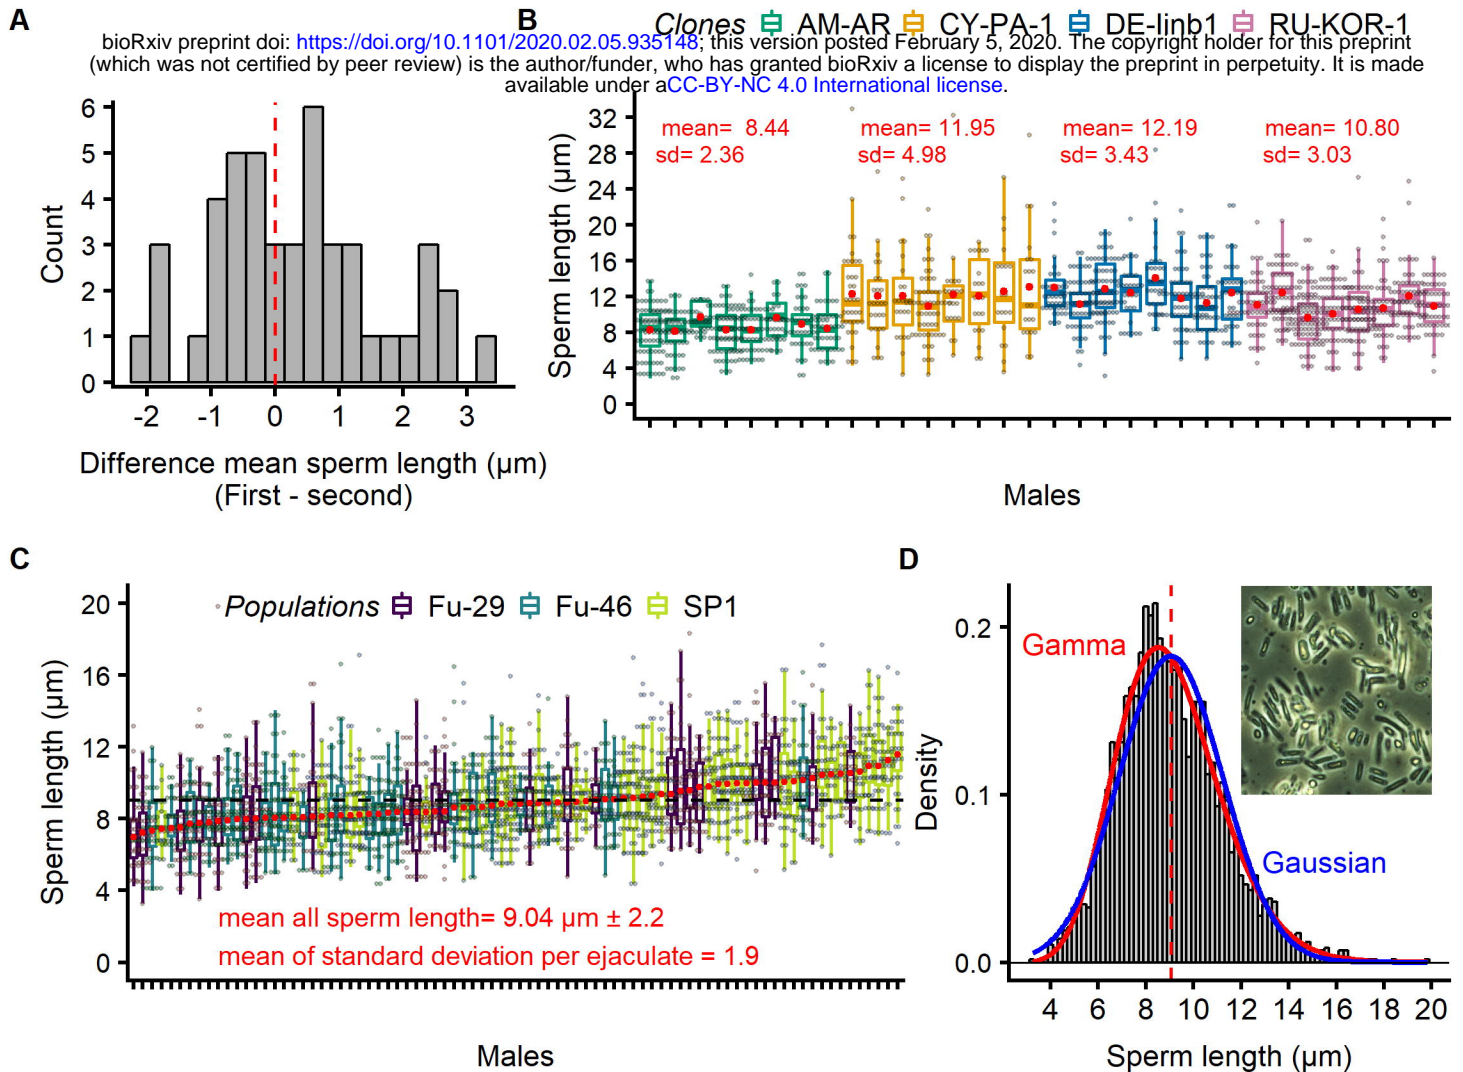 A
B
Clones AM-AR CY-PA-1 DE-linb1 RU-KOR-1
bioRxiv preprint doi: https://doi.org/10.1101/2020.02.05.935148; this version posted February 5, 2020. The copyright holder for this preprint
(which was not certified by peer review) is the author/funder, who has granted bioRxiv a license to display the preprint in perpetuity. It is made
available under aCC-BY-NC 4.0 International license.
6
5
4
3
2
1
0
Count
-2 -1 0 1 2 3
Difference mean sperm length (µm)
(First - second)
32
28
24
20
16
12
8
4
0
Sperm length (µm)
mean= 8.44
sd= 2.36
mean= 11.95
sd= 4.98
mean= 12.19
sd= 3.43
mean= 10.80
sd= 3.03
Males
C
Populations Fu-29 Fu-46 SP1
20
16
12
8
4
0
Sperm length (µm)
mean all sperm length= 9.04 µm ± 2.2
mean of standard deviation per ejaculate = 1.9
Males
D
0.2
0.1
0.0
Density
Gamma
Gaussian
4 6 8 10 12 14 16 18 20
Sperm length (µm)